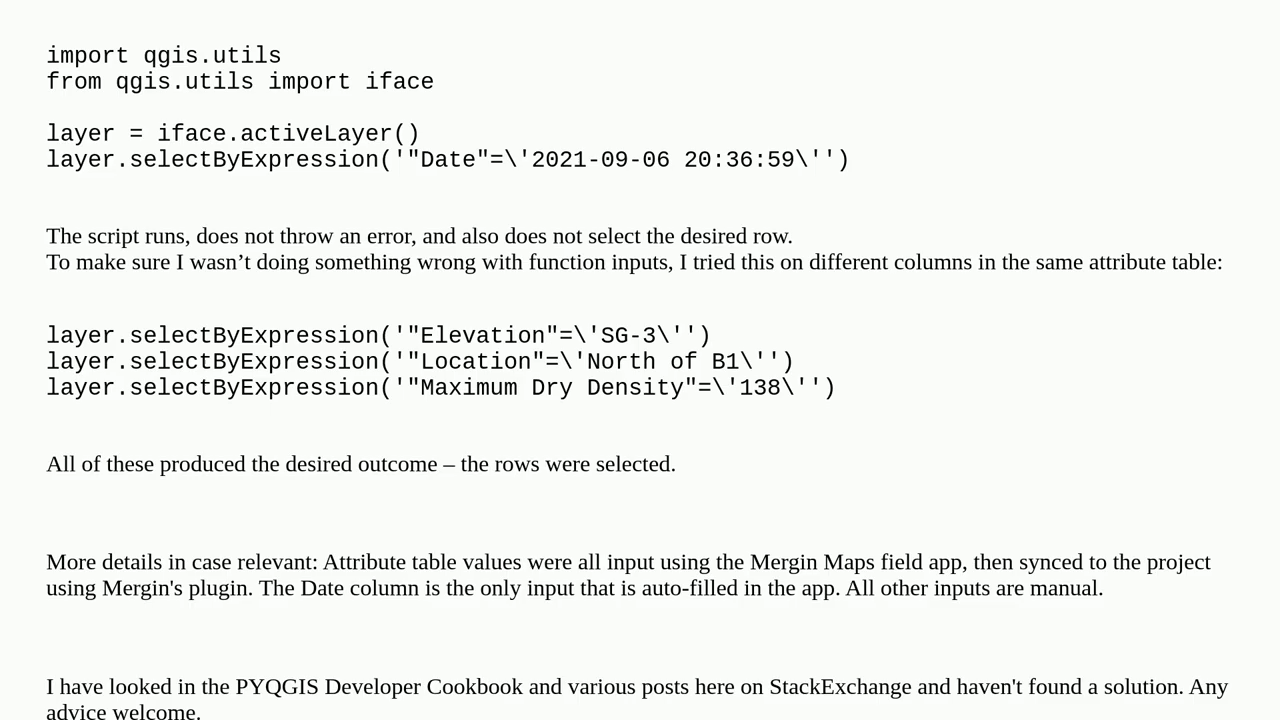 import qgis.utils
from qgis.utils import iface
layer = iface.activeLayer()
layer.selectByExpression('"Date"=\'2021-09-06 20:36:59\'')
The script runs, does not throw an error, and also does not select the desired row.
To make sure I wasn’t doing something wrong with function inputs, I tried this on different columns in the same attribute table:
layer.selectByExpression('"Elevation"=\'SG-3\'')
layer.selectByExpression('"Location"=\'North of B1\'')
layer.selectByExpression('"Maximum Dry Density"=\'138\'')
All of these produced the desired outcome – the rows were selected.
More details in case relevant: Attribute table values were all input using the Mergin Maps field app, then synced to the project
using Mergin's plugin. The Date column is the only input that is auto-filled in the app. All other inputs are manual.
I have looked in the PYQGIS Developer Cookbook and various posts here on StackExchange and haven't found a solution. Any
advice welcome.